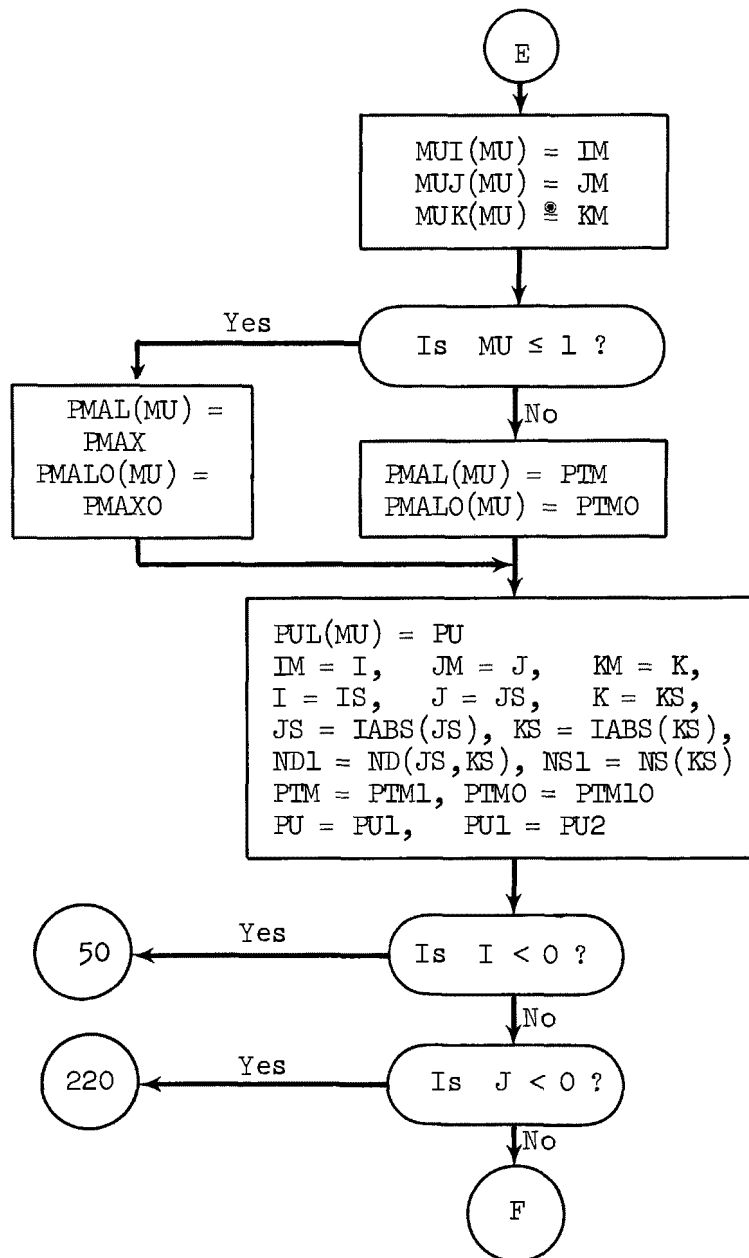 E
MUI(MU) = IM
MUJ(MU) = JM
MUK(MU) = KM
Is MU ≤ 1 ?
Yes
No
PMAL(MU) =
PMAX
PMALO(MU) =
PMAXO
PMAL(MU) = PTM
PMALO(MU) = PTMO
PUL(MU) = PU
IM = I, JM = J, KM = K,
I = IS, J = JS, K = KS,
JS = IABS(JS), KS = IABS(KS),
ND1 = ND(JS,KS), NS1 = NS(KS)
PTM = PTM1, PTMO = PTM1O
PU = PU1, PU1 = PU2
Is I < 0 ?
Yes
50
No
Is J < 0 ?
Yes
220
No
F